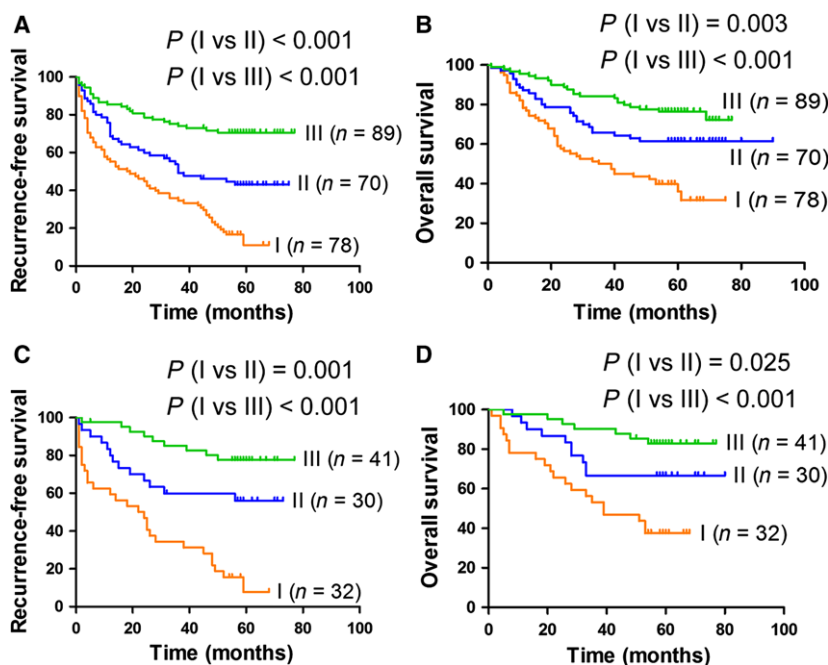 A
P (I vs II) < 0.001
P (I vs III) < 0.001
Recurrence-free survival
100
80
60
40
20
0
III (n = 89)
II (n = 70)
I (n = 78)
0 20 40 60 80 100
Time (months)
B
P (I vs II) = 0.003
P (I vs III) < 0.001
Overall survival
100
80
60
40
20
0
III (n = 89)
II (n = 70)
I (n = 78)
0 20 40 60 80 100
Time (months)
C
P (I vs II) = 0.001
P (I vs III) < 0.001
Recurrence-free survival
100
80
60
40
20
0
III (n = 41)
II (n = 30)
I (n = 32)
0 20 40 60 80 100
Time (months)
D
P (I vs II) = 0.025
P (I vs III) < 0.001
Overall survival
100
80
60
40
20
0
III (n = 41)
II (n = 30)
I (n = 32)
0 20 40 60 80 100
Time (months)